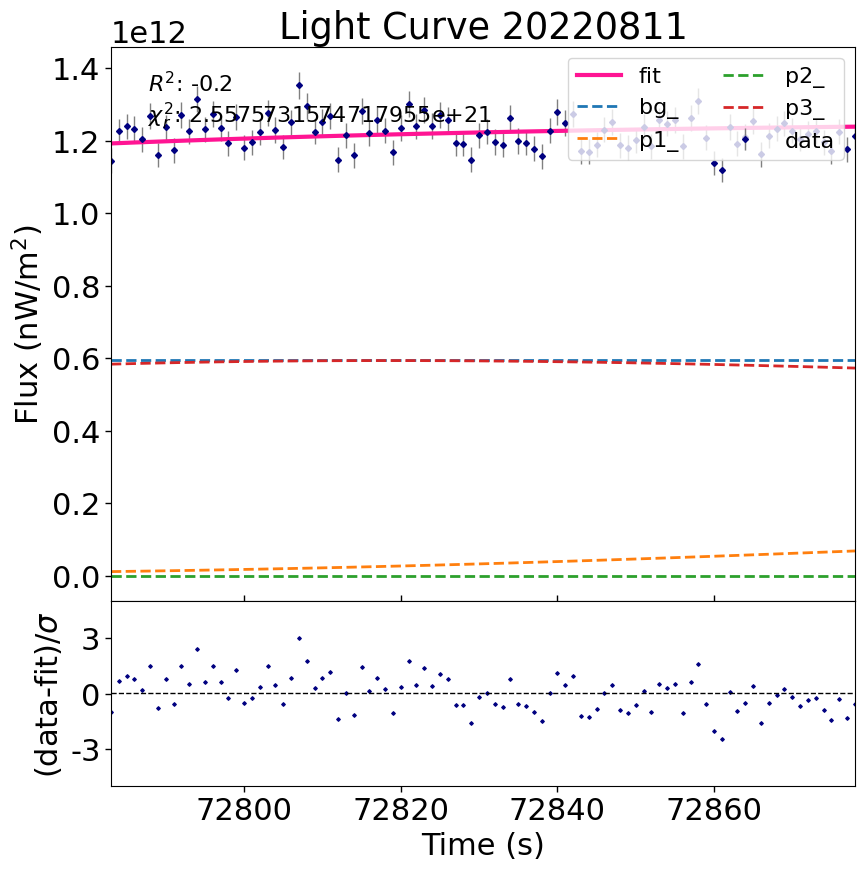 Light Curve 20220811
1e12
R²: -0.2
χ²: 2.5575731574717955e+21
fit
bg_
p1_
p2_
p3_
data
1.4
1.2
1.0
0.8
0.6
0.4
0.2
0.0
Flux (nW/m²)
3
0
-3
(data-fit)/σ
72800
72820
72840
72860
Time (s)